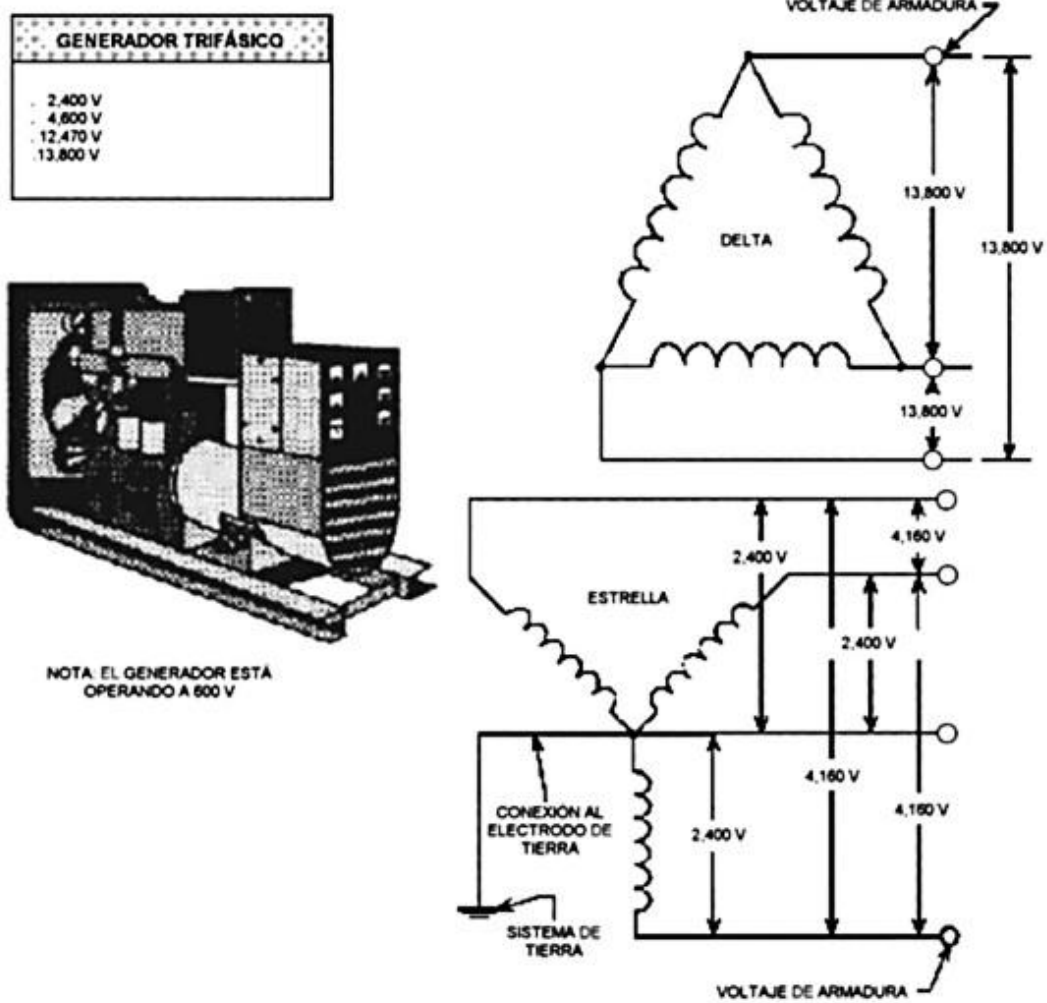 GENERADOR TRIFÁSICO
. 2,400 V
. 4,600 V
. 12,470 V
. 13,800 V
NOTA: EL GENERADOR ESTÁ
OPERANDO A 600 V
VOLTAJE DE ARMADURA
DELTA
13,800 V
13,800 V
13,800 V
ESTRELLA
2,400 V
4,160 V
2,400 V
4,160 V
4,160 V
2,400 V
CONEXIÓN AL
ELECTRODO DE
TIERRA
SISTEMA DE
TIERRA
VOLTAJE DE ARMADURA